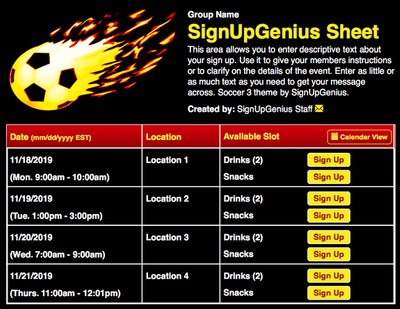 Group Name
SignUpGenius Sheet
This area allows you to enter descriptive text about
your sign up. Use it to give your members instructions
or to clarify on the details of the event. Enter as little or
as much text as you need to get your message
across. Soccer 3 theme by SignUpGenius.
Created by: SignUpGenius Staff
Date (mm/dd/yyyy EST) Location Available Slot Calendar View
11/18/2019 Location 1 Drinks (2) Sign Up
(Mon. 9:00am - 10:00am) Snacks Sign Up
11/19/2019 Location 2 Drinks (2) Sign Up
(Tue. 1:00pm - 3:00pm) Snacks Sign Up
11/20/2019 Location 3 Drinks (2) Sign Up
(Wed. 7:00am - 9:00am) Snacks Sign Up
11/21/2019 Location 4 Drinks (2) Sign Up
(Thurs. 11:00am - 12:01pm) Snacks Sign Up